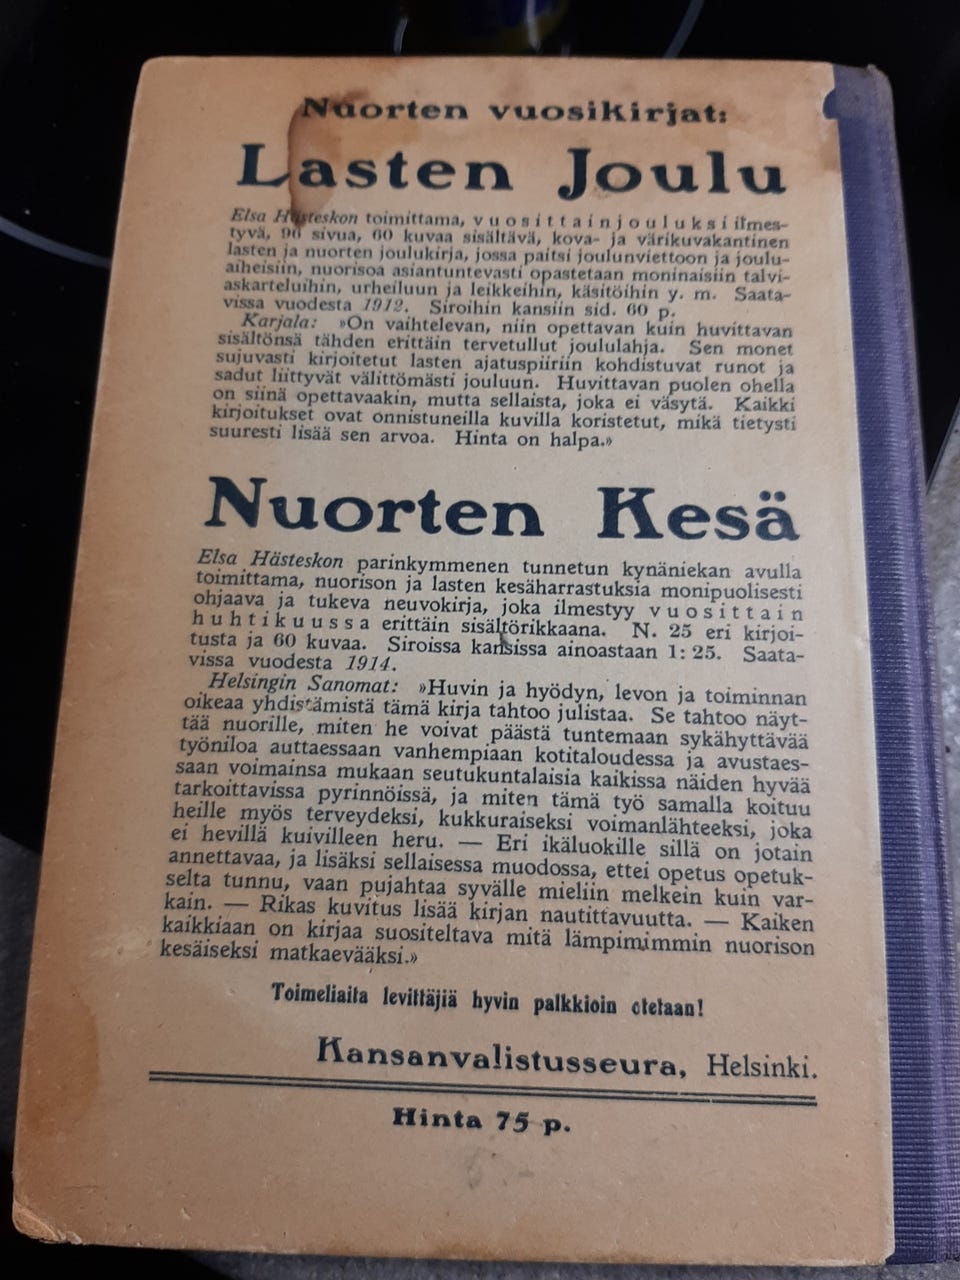 Nuorten vuosikirjat:
Lasten Joulu
Elsa Hästeskon toimittama, vuosittain jouluksi ilmes-
tyvä, 96 sivua, 60 kuvaa sisältävä, kova- ja värikuvakantinen
lasten ja nuorten joulukirja, jossa paitsi joulunviettoon ja joulu-
aiheisiin, nuorisoa asiantuntevasti opastetaan moninaisiin talvi-
askarteluihin, urheiluun ja leikkeihin, käsitöihin y. m. Saata-
vissa vuodesta 1912. Siroihin kansiin sid. 60 p.
Karjala: »On vaihtelevan, niin opettavan kuin huvittavan
sisältönsä tähden erittäin tervetullut joululahja. Sen monet
sujuvasti kirjoitetut lasten ajatuspiiriin kohdistuvat runot ja
sadut liittyvät välittömästi jouluun. Huvittavan puolen ohella
on siinä opettavaakin, mutta sellaista, joka ei väsytä. Kaikki
kirjoitukset ovat onnistuneilla kuvilla koristetut, mikä tietysti
suuresti lisää sen arvoa. Hinta on halpa.»
Nuorten Kesä
Elsa Hästeskon parinkymmenen tunnetun kynäniekan avulla
toimittama, nuorison ja lasten kesäharrastuksia monipuolisesti
ohjaava ja tukeva neuvokirja, joka ilmestyy vuosittain
huhtikuussa erittäin sisältörikkaana. N. 25 eri kirjoi-
tusta ja 60 kuvaa. Siroissa kansissa ainoastaan 1: 25. Saata-
vissa vuodesta 1914.
Helsingin Sanomat: »Huvin ja hyödyn, levon ja toiminnan
oikeaa yhdistämistä tämä kirja tahtoo julistaa. Se tahtoo näyt-
tää nuorille, miten he voivat päästä tuntemaan sykähyttävää
työniloa auttaessaan vanhempiaan kotitaloudessa ja avustaes-
saan voimainsa mukaan seutukuntalaisia kaikissa näiden hyvää
tarkoittavissa pyrinnöissä, ja miten tämä työ samalla koituu
heille myös terveydeksi, kukkuraiseksi voimanlähteeksi, joka
ei hevillä kuivilleen heru. — Eri ikäluokille sillä on jotain
annettavaa, ja lisäksi sellaisessa muodossa, ettei opetus opetuk-
selta tunnu, vaan pujahtaa syvälle mieliin melkein kuin var-
kain. — Rikas kuvitus lisää kirjan nautittavuutta. — Kaiken
kaikkiaan on kirjaa suositeltava mitä lämpimimmin nuorison
kesäiseksi matkaevääksi.»
Toimeliaita levittäjiä hyvin palkkioin otetaan!
Kansanvalistusseura, Helsinki.
Hinta 75 p.